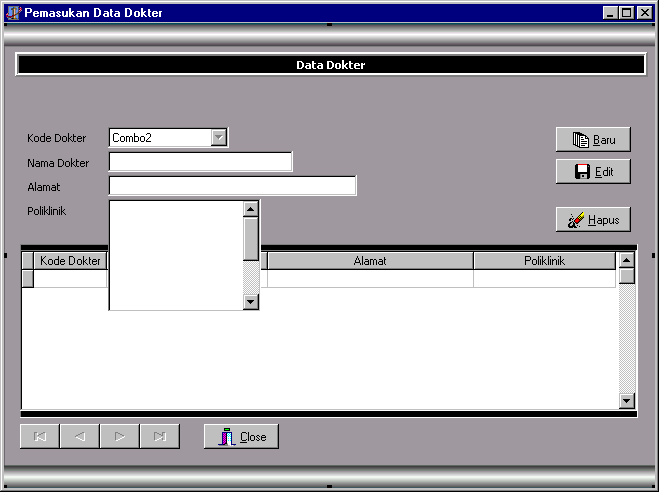 Pemasukan Data Dokter
Data Dokter
Kode Dokter Combo2 Baru
Nama Dokter
Alamat Edit
Poliklinik Hapus
Kode Dokter Alamat Poliklinik
Close